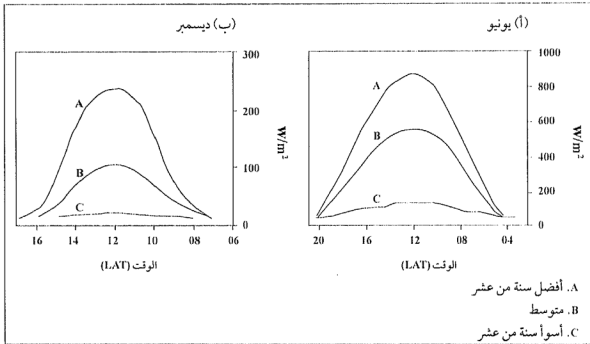 (أ) يونيو
1000
800
600
400
200
0
W/m²
A
B
C
20 16 12 08 04
الوقت (LAT)
(ب) ديسمبر
300
200
100
0
W/m²
A
B
C
16 14 12 10 08 06
الوقت (LAT)
A. أفضل سنة من عشر
B. متوسط
C. أسوأ سنة من عشر